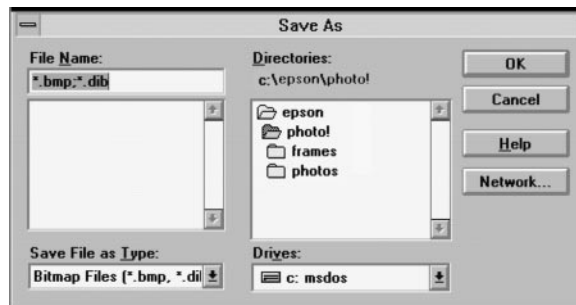 Save As
File Name:
*.bmp;*.dib
Directories:
c:\epson\photo!
epson
photo!
frames
photos
OK
Cancel
Help
Network...
Save File as Type:
Bitmap Files (*.bmp, *.dil
Drives:
c: msdos